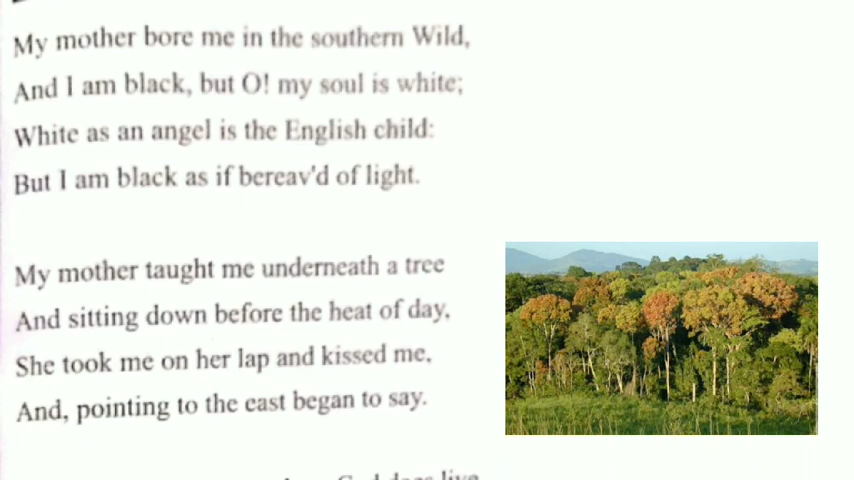 My mother bore me in the southern Wild,
And I am black, but O! my soul is white;
White as an angel is the English child:
But I am black as if bereav'd of light.
My mother taught me underneath a tree
And sitting down before the heat of day,
She took me on her lap and kissed me,
And, pointing to the east began to say.
God does live